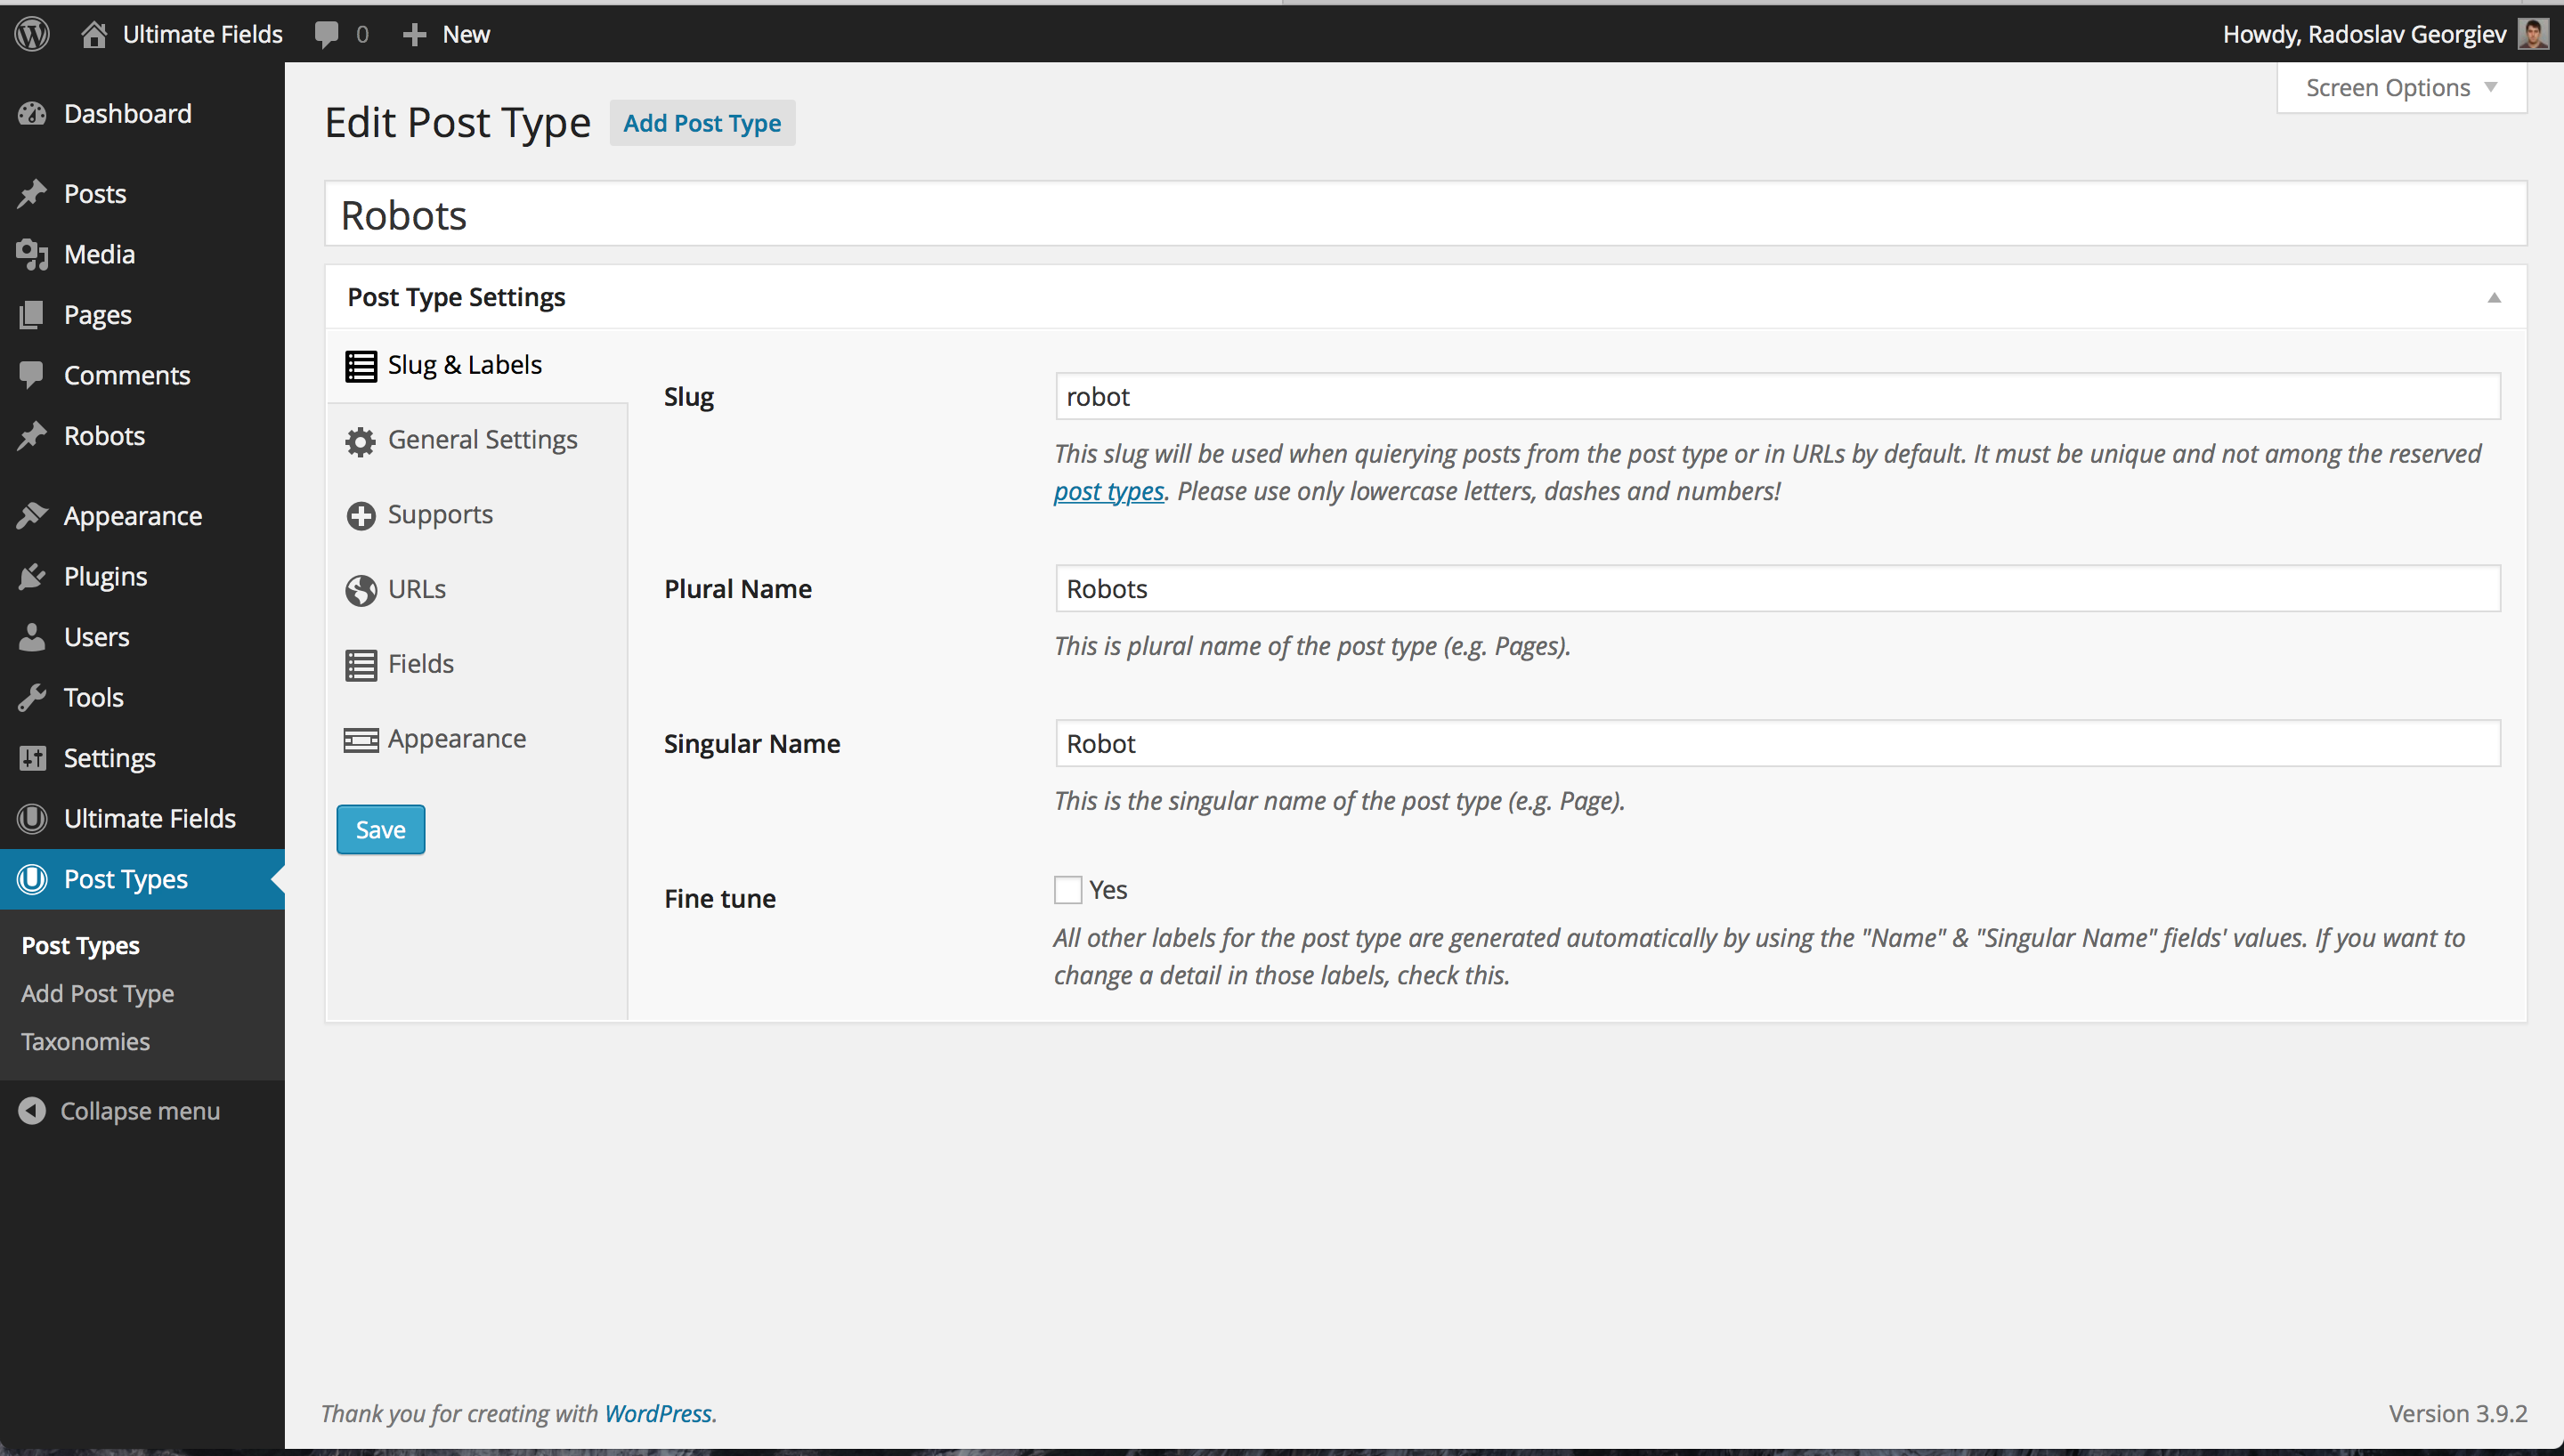 Ultimate Fields 0 New Howdy, Radoslav Georgiev
Screen Options
Dashboard
Posts
Media
Pages
Comments
Robots
Appearance
Plugins
Users
Tools
Settings
Ultimate Fields
Post Types
Post Types
Add Post Type
Taxonomies
Collapse menu
Edit Post Type Add Post Type
Robots
Post Type Settings
Slug & Labels
General Settings
Supports
URLs
Fields
Appearance
Save
Slug robot
This slug will be used when quierying posts from the post type or in URLs by default. It must be unique and not among the reserved
post types. Please use only lowercase letters, dashes and numbers!
Plural Name Robots
This is plural name of the post type (e.g. Pages).
Singular Name Robot
This is the singular name of the post type (e.g. Page).
Fine tune Yes
All other labels for the post type are generated automatically by using the "Name" & "Singular Name" fields' values. If you want to
change a detail in those labels, check this.
Thank you for creating with WordPress.
Version 3.9.2